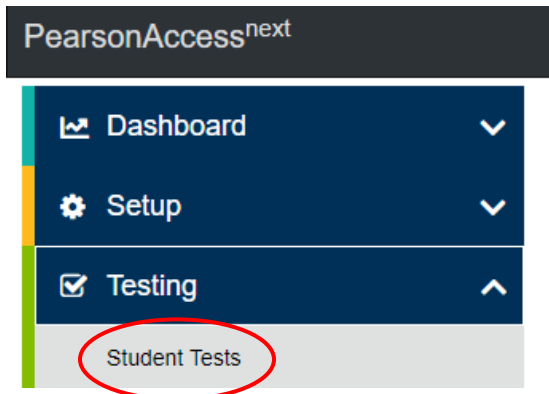 PearsonAccessnext
Dashboard
Setup
Testing
Student Tests